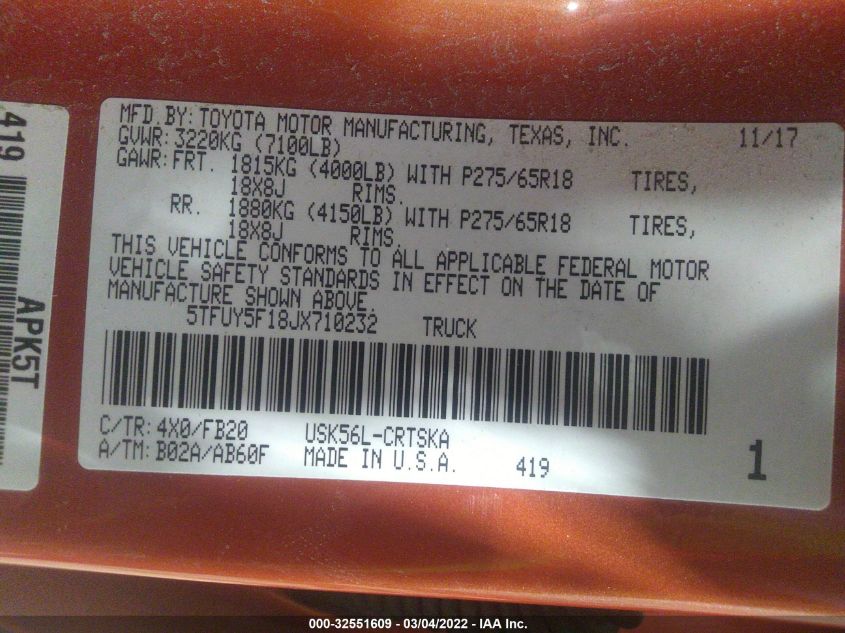 419
APK5T
MFD. BY: TOYOTA MOTOR MANUFACTURING, TEXAS, INC. 11/17
GVWR: 3220KG (7100LB)
GAWR: FRT. 1815KG (4000LB) WITH P275/65R18 TIRES,
18X8J RIMS.
RR. 1880KG (4150LB) WITH P275/65R18 TIRES,
18X8J RIMS.
THIS VEHICLE CONFORMS TO ALL APPLICABLE FEDERAL MOTOR
VEHICLE SAFETY STANDARDS IN EFFECT ON THE DATE OF
MANUFACTURE SHOWN ABOVE.
5TFUY5F18JX710232 TRUCK
C/TR: 4X0/FB20 USK56L-CRTSKA
A/TM: B02A/AB60F MADE IN U.S.A. 419 1
000-32551609 - 03/04/2022 - IAA Inc.